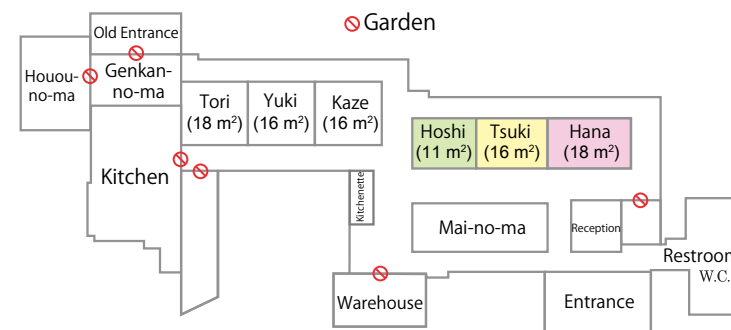 Garden
Old Entrance
Houou-
no-ma
Genkan-
no-ma
Tori
(18 m²)
Yuki
(16 m²)
Kaze
(16 m²)
Hoshi
(11 m²)
Tsuki
(16 m²)
Hana
(18 m²)
Kitchen
Kitchenette
Mai-no-ma
Reception
Restroom
W.C.
Warehouse
Entrance